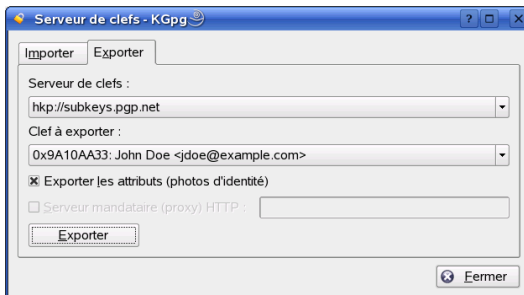 Serveur de clefs - KGpg
Importer Exporter
Serveur de clefs :
hkp://subkeys.pgp.net
Clef à exporter :
0x9A10AA33: John Doe <jdoe@example.com>
Exporter les attributs (photos d'identité)
Serveur mandataire (proxy) HTTP :
Exporter
Fermer